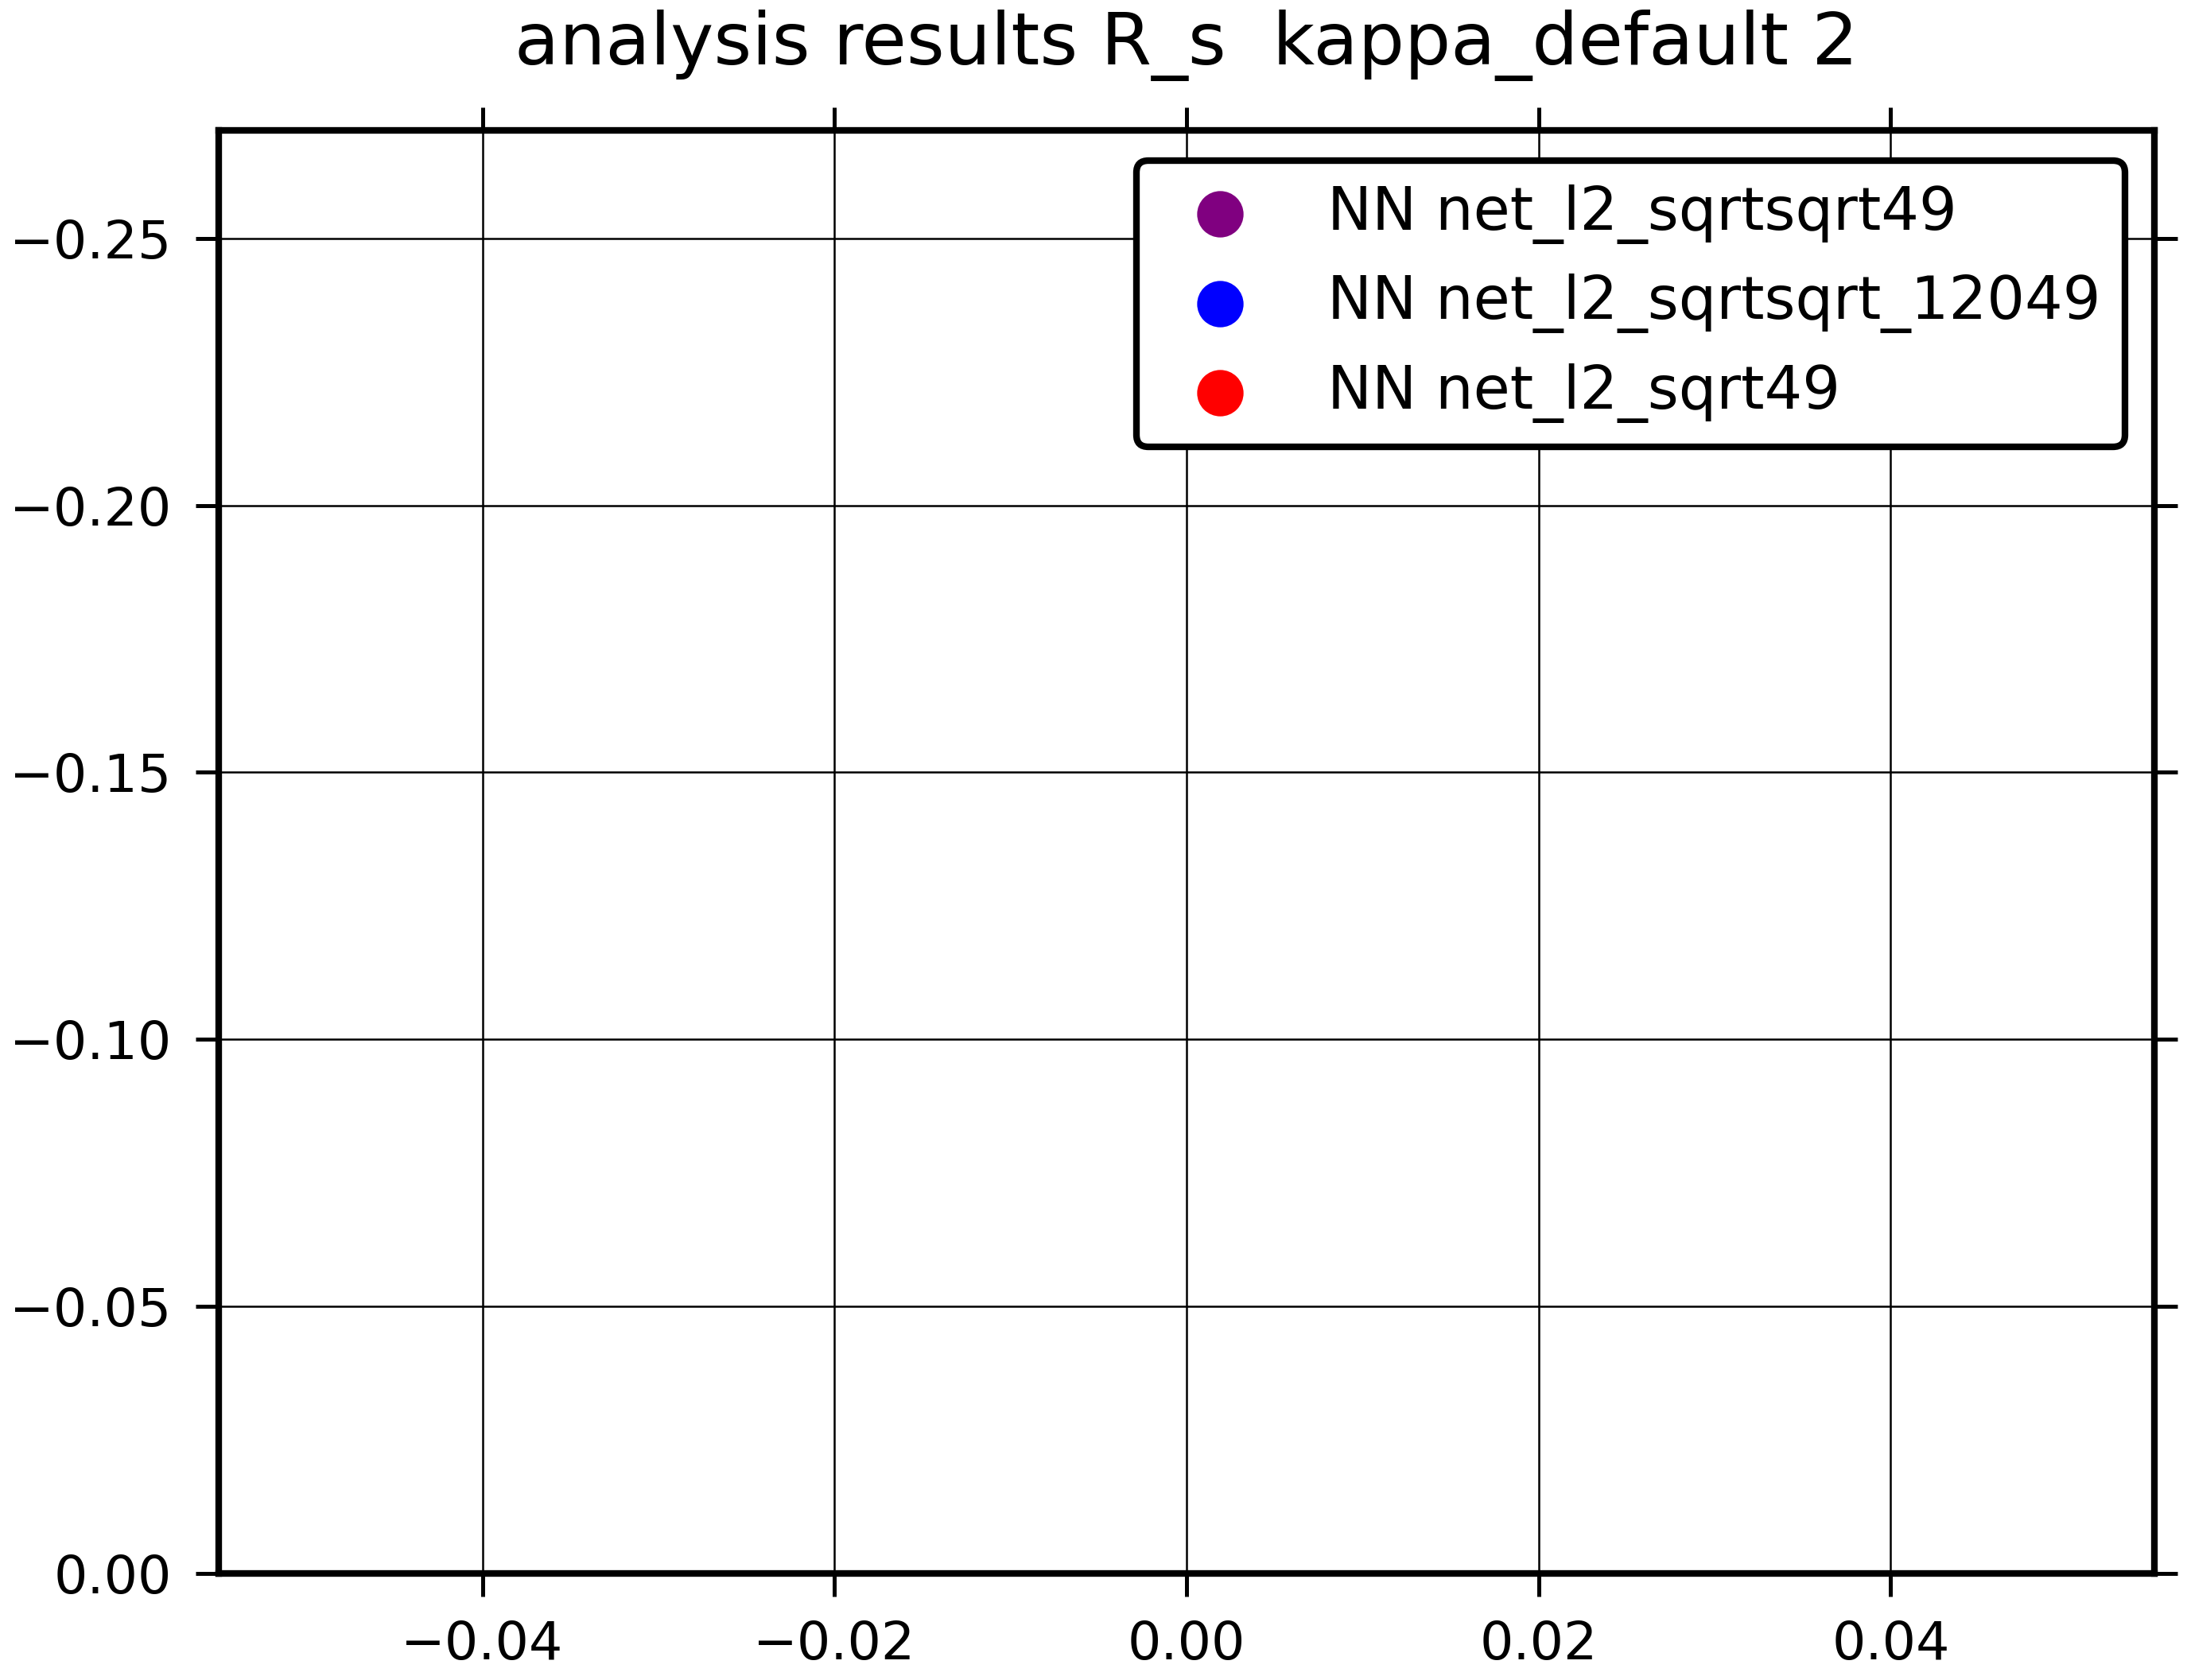 analysis results R_s  kappa_default 2
NN net_l2_sqrtsqrt49
NN net_l2_sqrtsqrt_12049
NN net_l2_sqrt49
−0.25
−0.20
−0.15
−0.10
−0.05
0.00
−0.04 −0.02 0.00 0.02 0.04